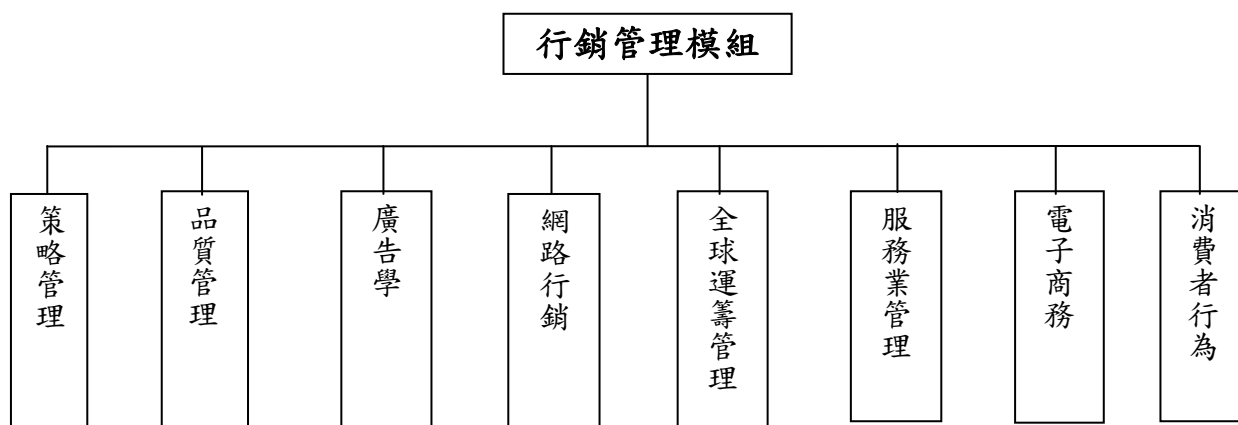 行銷管理模組
策略管理
品質管理
廣告學
網路行銷
全球運籌管理
服務業管理
電子商務
消費者行為